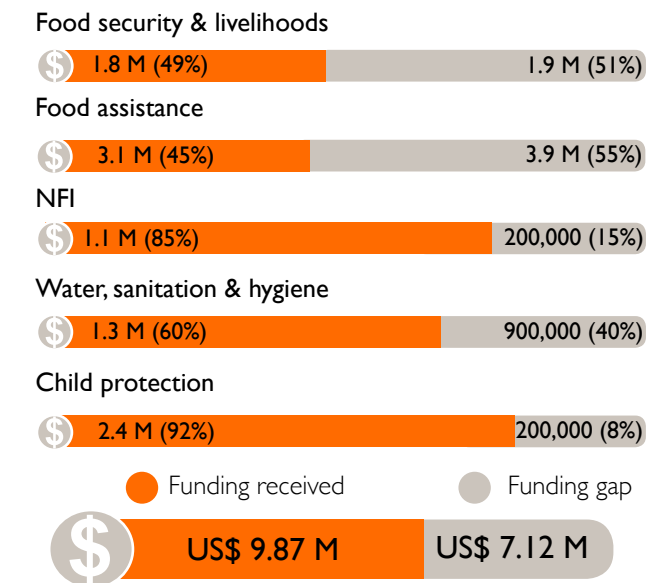 Food security & livelihoods
$ 1.8 M (49%) 1.9 M (51%)
Food assistance
$ 3.1 M (45%) 3.9 M (55%)
NFI
$ 1.1 M (85%) 200,000 (15%)
Water, sanitation & hygiene
$ 1.3 M (60%) 900,000 (40%)
Child protection
$ 2.4 M (92%) 200,000 (8%)
Funding received Funding gap
$ US$ 9.87 M US$ 7.12 M